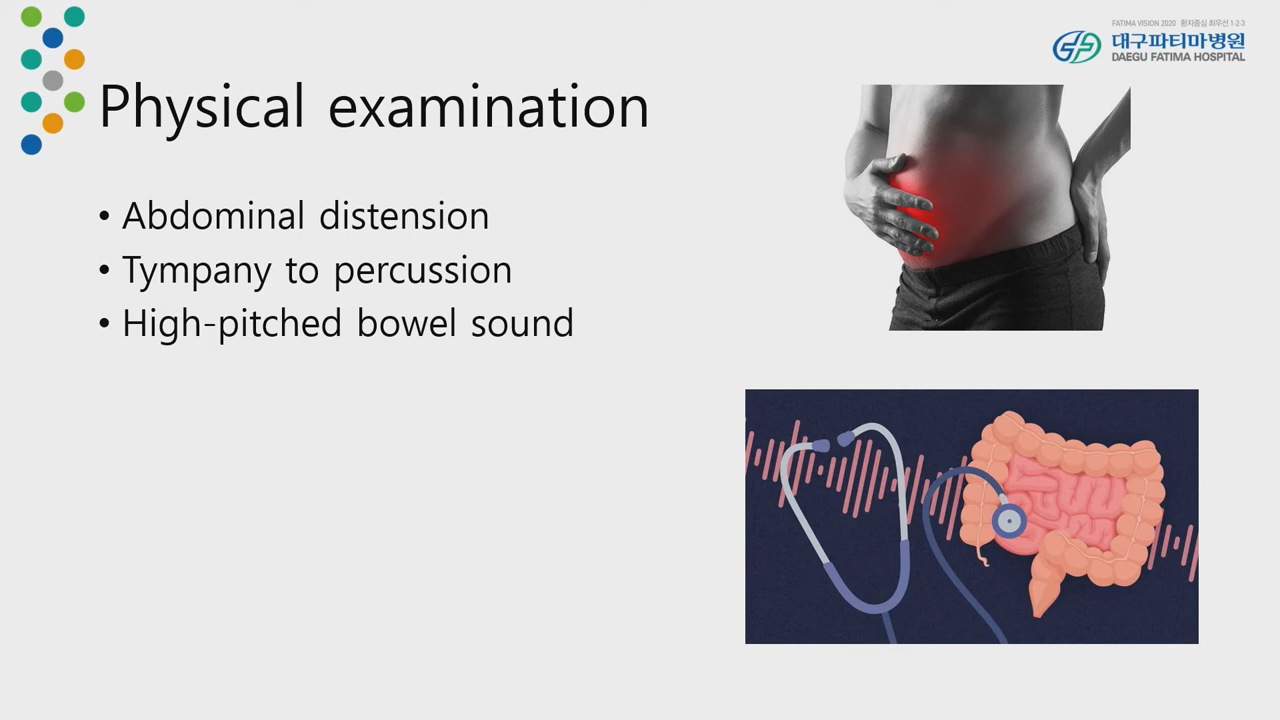 FATIMA VISION 2020 환자중심 최우선 1·2·3
대구파티마병원
DAEGU FATIMA HOSPITAL
Physical examination
• Abdominal distension
• Tympany to percussion
• High-pitched bowel sound